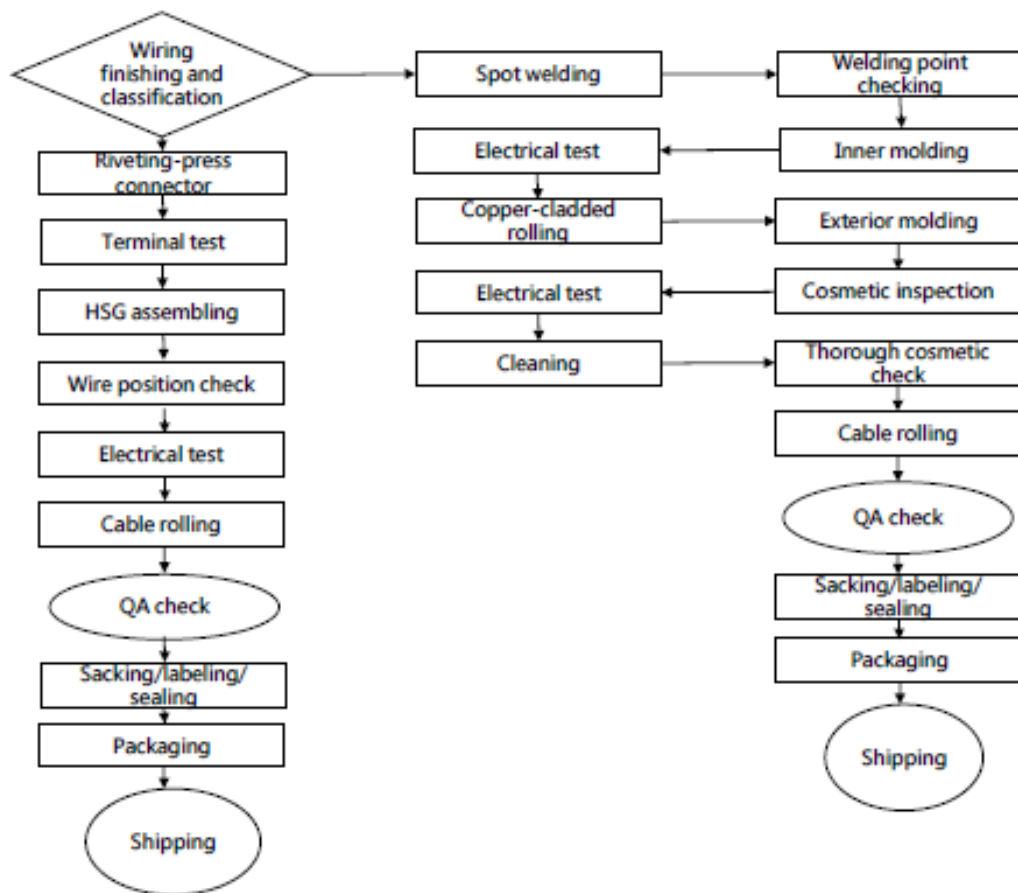 Wiring
finishing and
classification
Riveting-press
connector
Terminal test
HSG assembling
Wire position check
Electrical test
Cable rolling
QA check
Sacking/labeling/
sealing
Packaging
Shipping
Spot welding
Welding point
checking
Inner molding
Electrical test
Copper-cladded
rolling
Exterior molding
Cosmetic inspection
Electrical test
Cleaning
Thorough cosmetic
check
Cable rolling
QA check
Sacking/labeling/
sealing
Packaging
Shipping